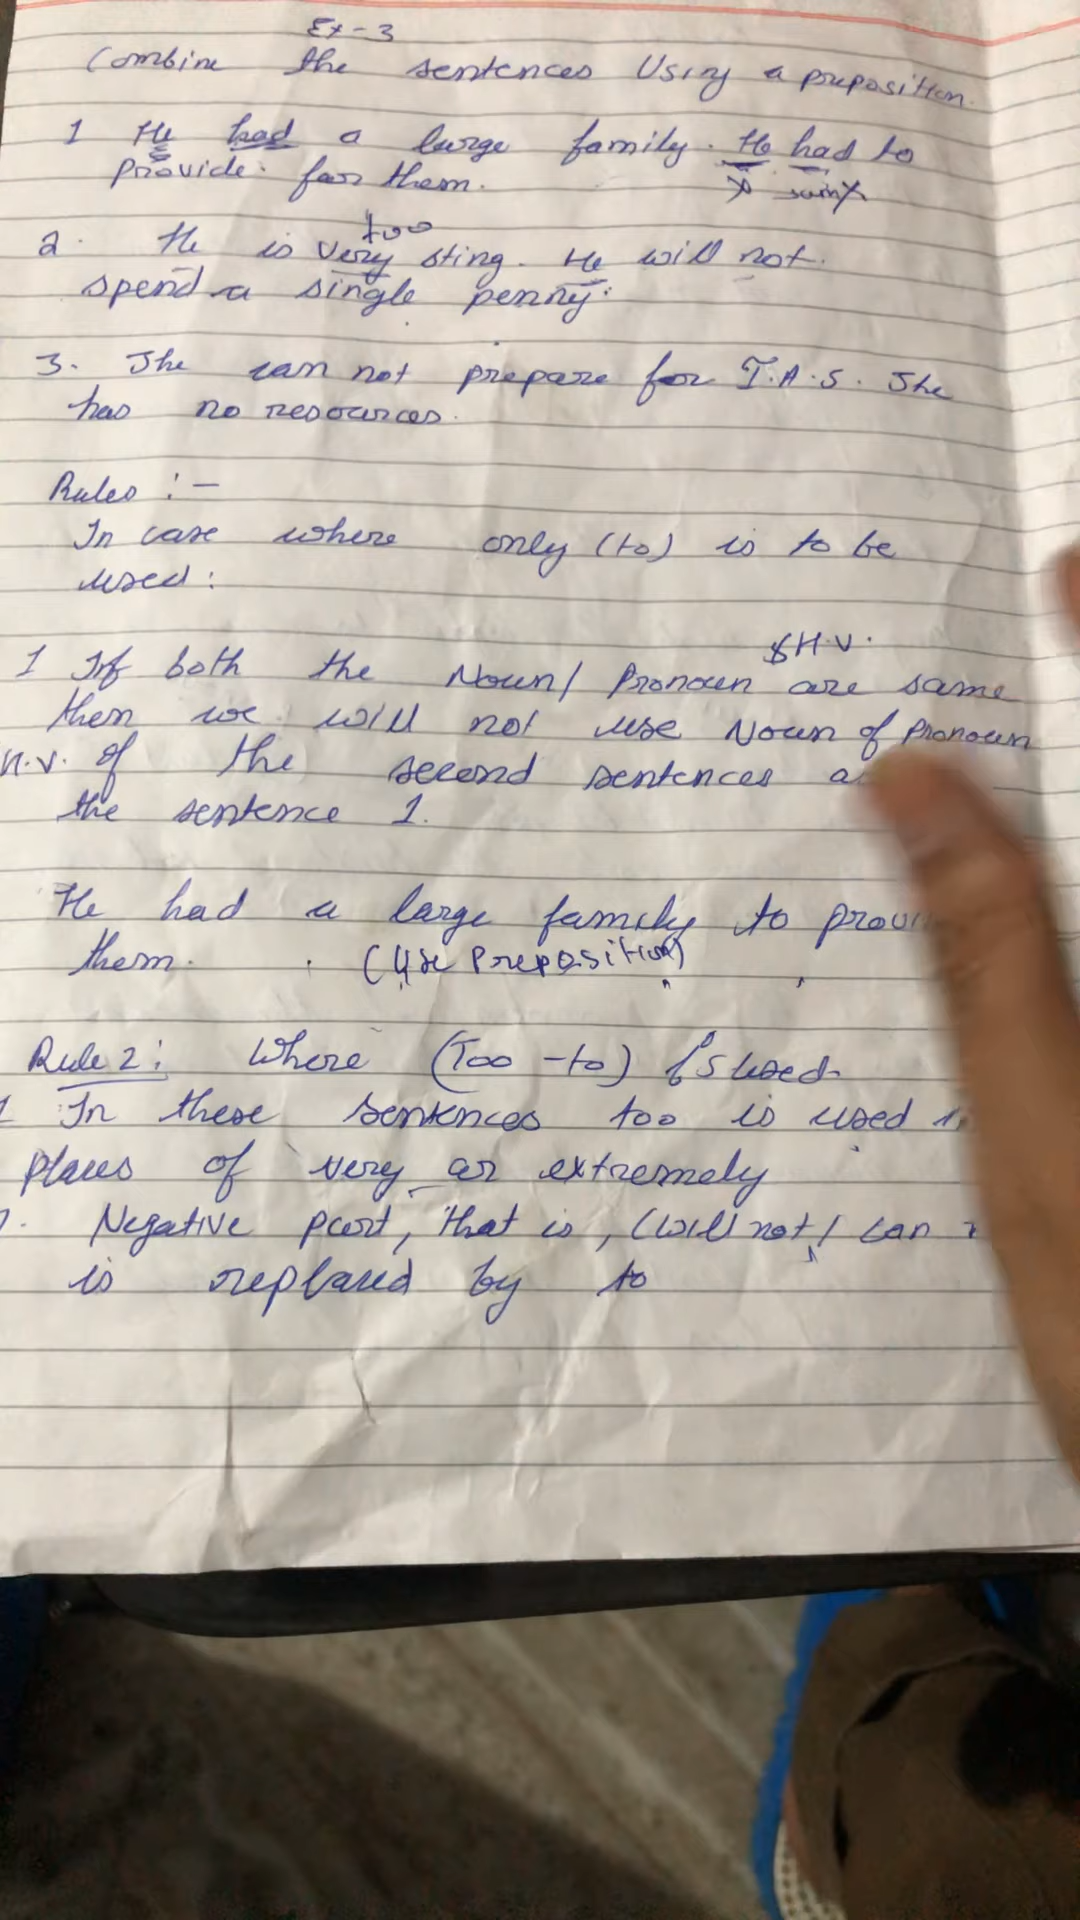 Ex-3
Combine the sentences Using a preposition.
1 He had a large family. He had to
Provide for them.
too
2. He is very sting. He will not.
spend a single penny.
3. She can not prepare for I.A.S. She
has no resources.
Rules :-
In case where only (to) is to be
used:
$H.V.
1 If both the Noun/ Pronoun are same
then we will not use Noun of Pronoun
H.V. of the second sentences
the sentence 1.
He had a large family to
them. (Use Preposition)
Rule 2: Where (Too -to) is used.
1 In these sentences too is used
places of very or extremely
Negative part, that is, (will not/ can
is replaced by to